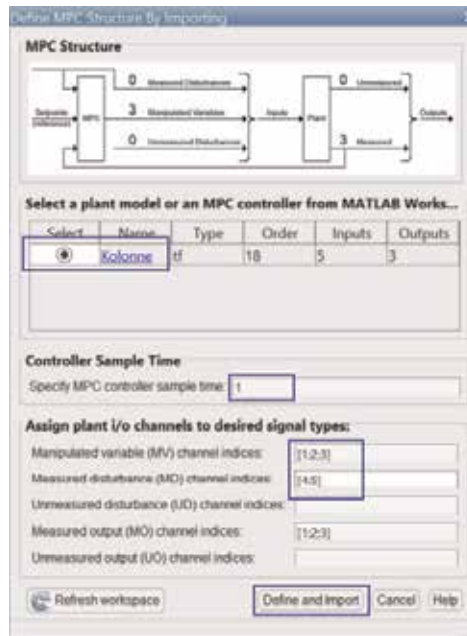 Define MPC Structure By Importing
MPC Structure
0 Measured Disturbances
0 Unmeasured
Setpoints
(reference)
MPC
3 Manipulated Variables
Inputs
Plant
Outputs
0 Unmeasured Disturbances
3 Measured
Select a plant model or an MPC controller from MATLAB Works...
Select Name Type Order Inputs Outputs
Kolonne tf 18 5 3
Controller Sample Time
Specify MPC controller sample time: 1
Assign plant i/o channels to desired signal types:
Manipulated variable (MV) channel indices: [1;2;3]
Measured disturbance (MD) channel indices: [4;5]
Unmeasured disturbance (UD) channel indices:
Measured output (MO) channel indices: [1;2;3]
Unmeasured output (UO) channel indices:
Refresh workspace Define and Import Cancel Help